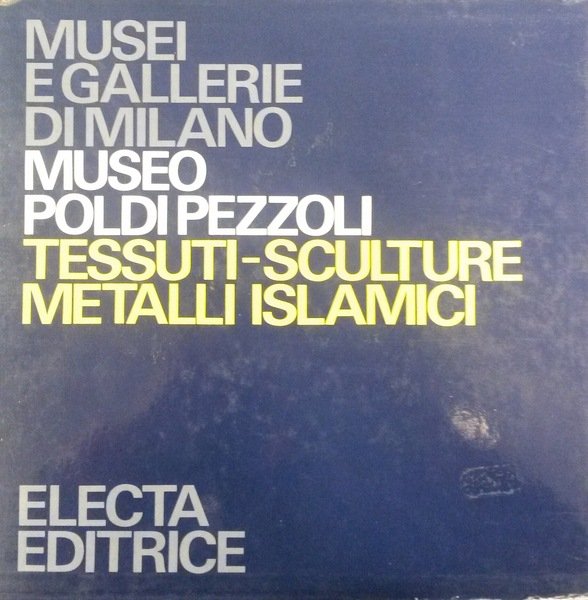 MUSEI
E GALLERIE
DI MILANO
MUSEO
POLDI PEZZOLI
TESSUTI-SCULTURE
METALLI ISLAMICI
ELECTA
EDITRICE